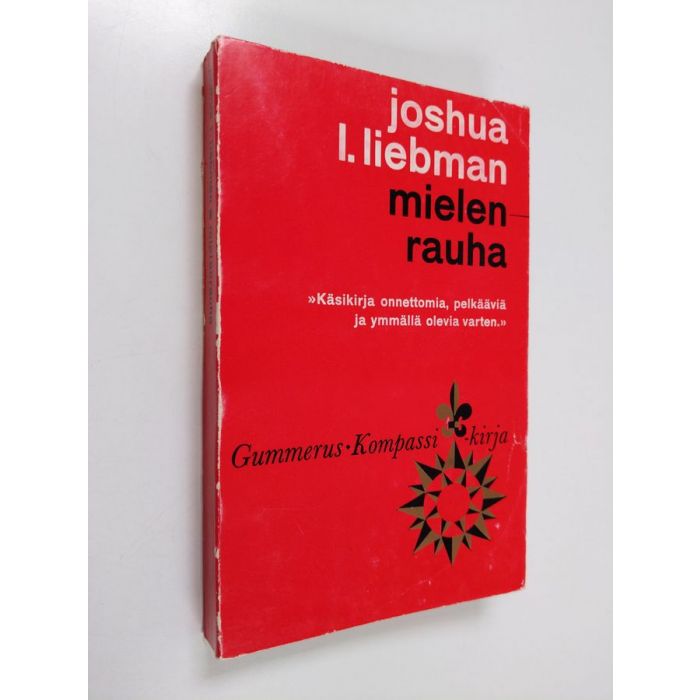 joshua
l. liebman
mielen-
rauha
»Käsikirja onnettomia, pelkääviä
ja ymmällä olevia varten.»
Gummerus • Kompassi -kirja